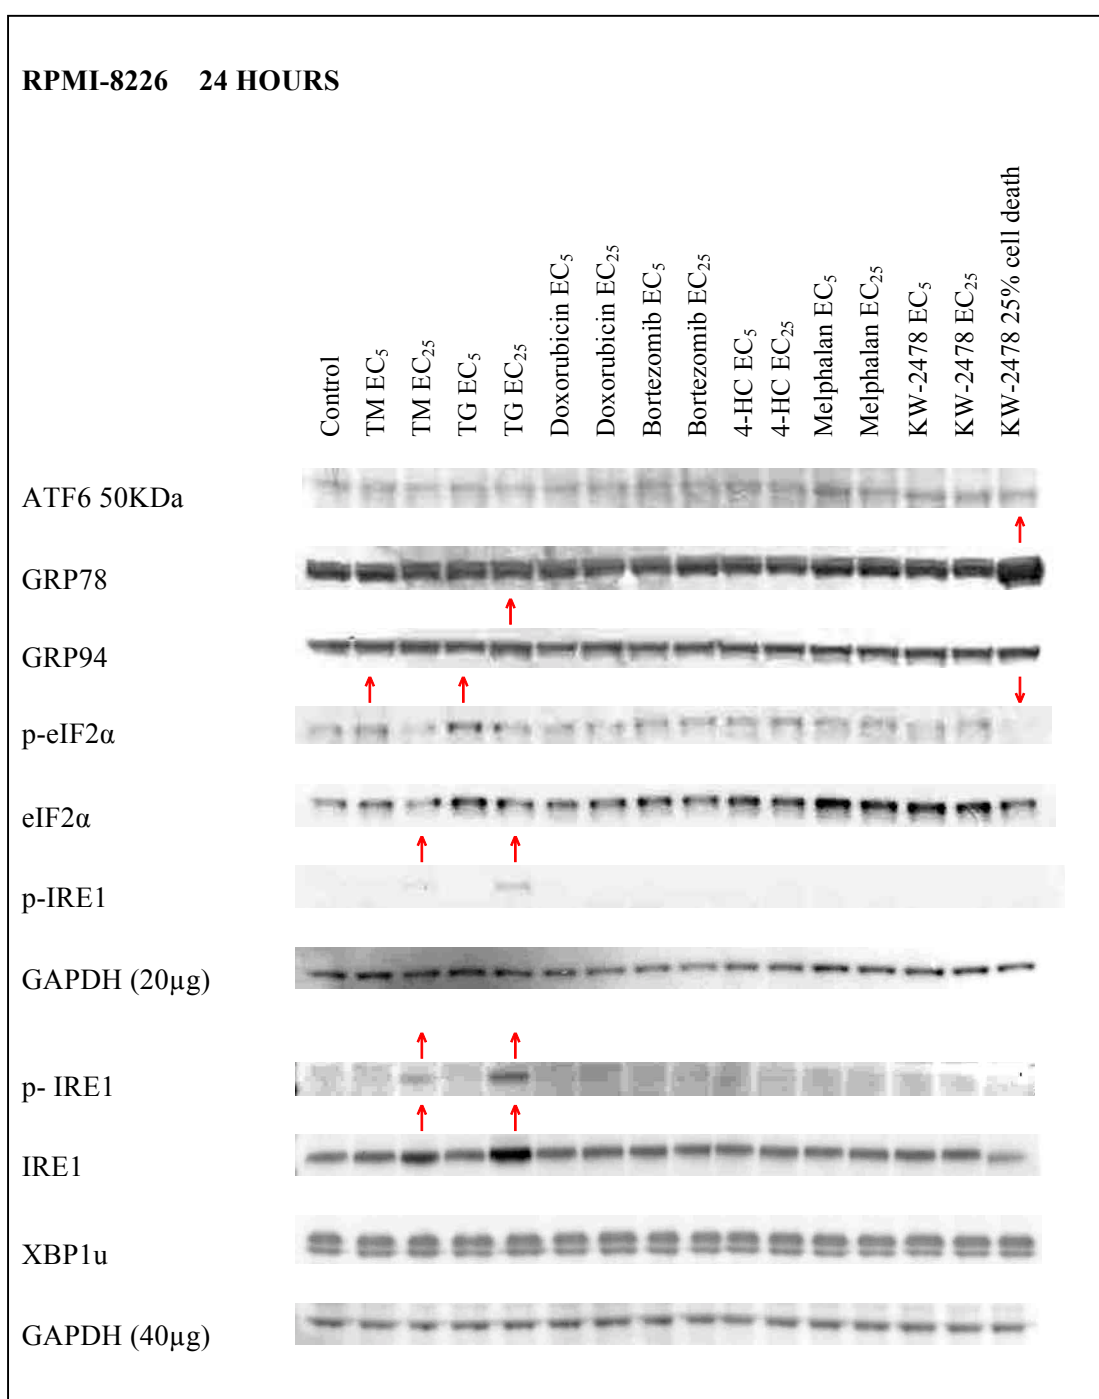 RPMI-8226 24 HOURS
Control
TM EC5
TM EC25
TG EC5
TG EC25
Doxorubicin EC5
Doxorubicin EC25
Bortezomib EC5
Bortezomib EC25
4-HC EC5
4-HC EC25
Melphalan EC5
Melphalan EC25
KW-2478 EC5
KW-2478 EC25
KW-2478 25% cell death
ATF6 50KDa
GRP78
GRP94
p-eIF2α
eIF2α
p-IRE1
GAPDH (20µg)
p- IRE1
IRE1
XBP1u
GAPDH (40µg)